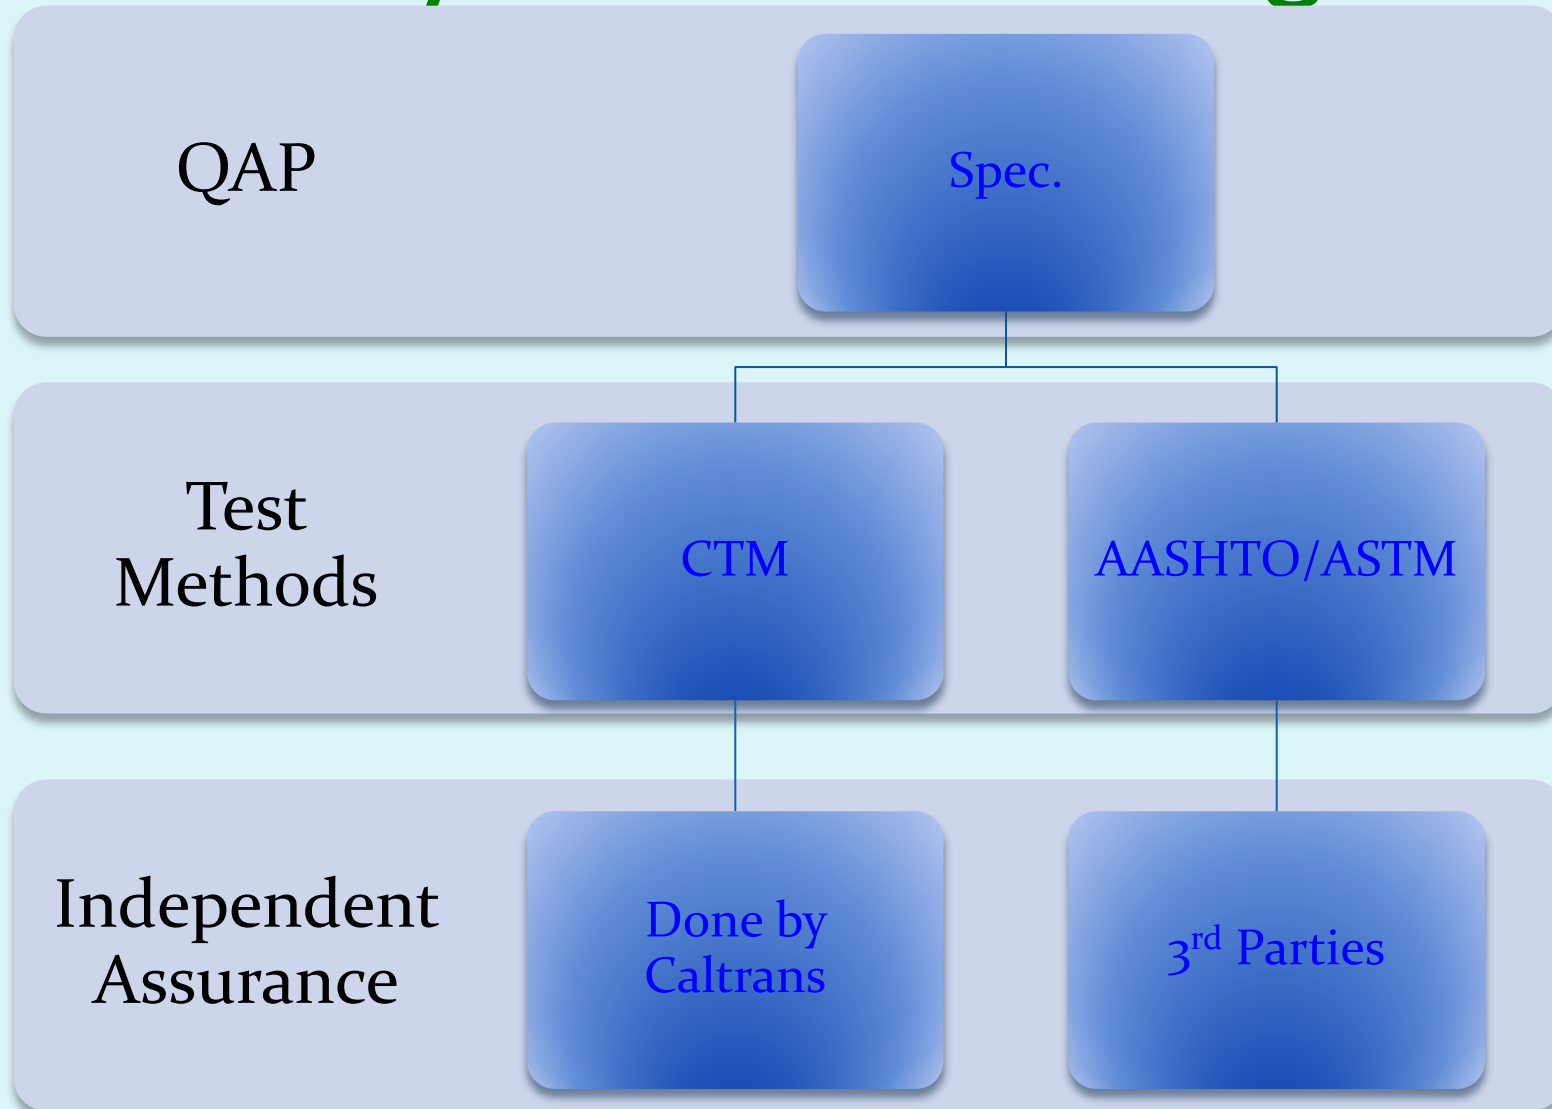 QAP
Spec.
Test
Methods
CTM
AASHTO/ASTM
Independent
Assurance
Done by
Caltrans
3rd Parties